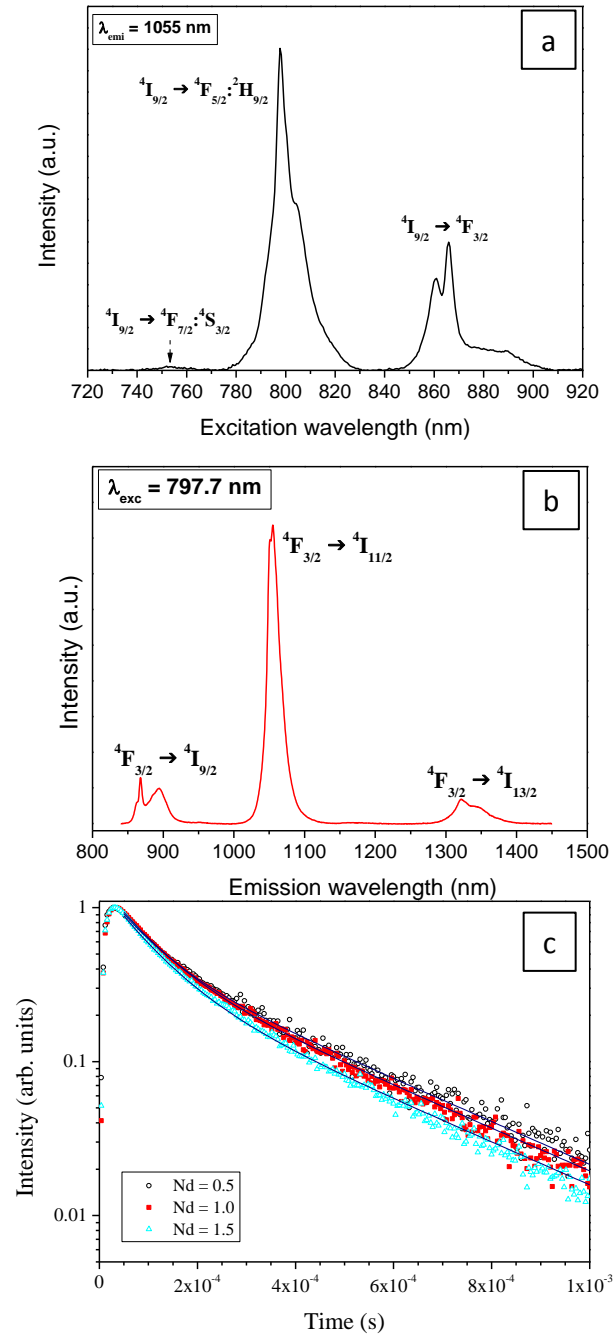 λemi = 1055 nm
a
⁴I₉/₂ ➔ ⁴F₅/₂:²H₉/₂
⁴I₉/₂ ➔ ⁴F₃/₂
⁴I₉/₂ ➔ ⁴F₇/₂:⁴S₃/₂
Intensity (a.u.)
720 740 760 780 800 820 840 860 880 900 920
Excitation wavelength (nm)
λexc = 797.7 nm
b
⁴F₃/₂ ➔ ⁴I₁₁/₂
⁴F₃/₂ ➔ ⁴I₉/₂
⁴F₃/₂ ➔ ⁴I₁₃/₂
Intensity (a.u.)
800 900 1000 1100 1200 1300 1400 1500
Emission wavelength (nm)
c
1
0.1
0.01
Intensity (arb. units)
Nd = 0.5
Nd = 1.0
Nd = 1.5
0 2x10⁻⁴ 4x10⁻⁴ 6x10⁻⁴ 8x10⁻⁴ 1x10⁻³
Time (s)